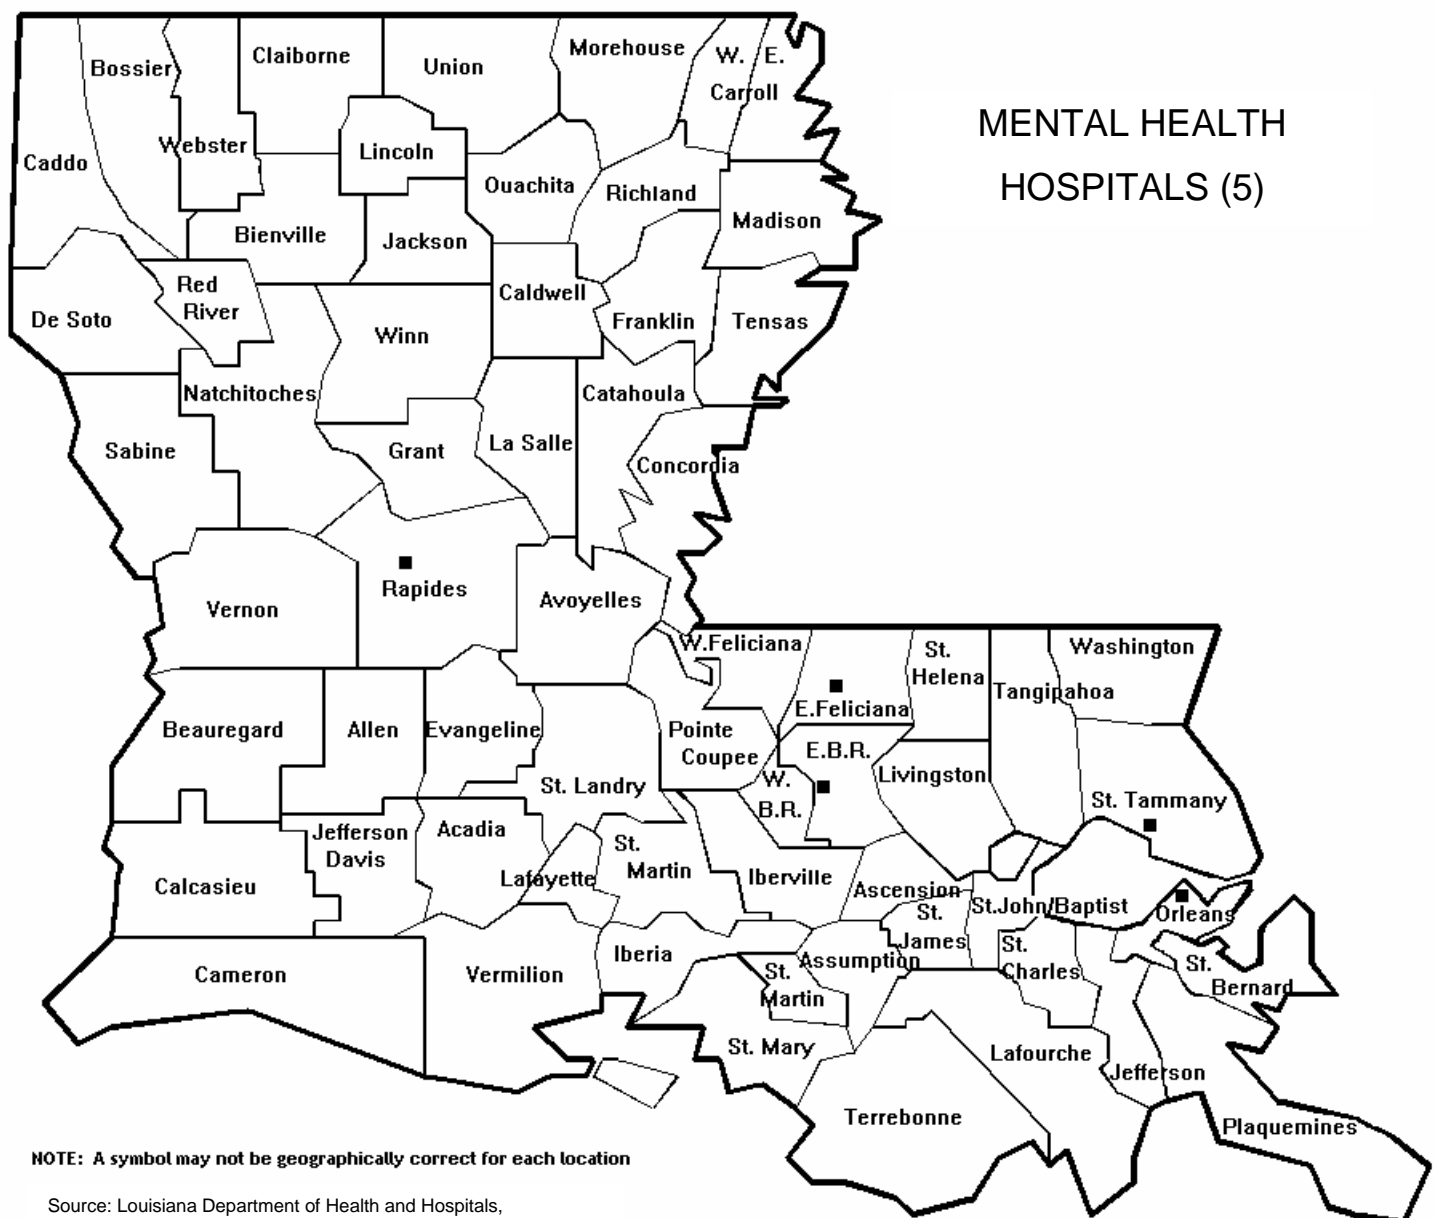 MENTAL HEALTH
HOSPITALS (5)
Claiborne
Morehouse
W. E.
Bossier
Union
Carroll
Webster
Lincoln
Caddo
Ouachita
Richland
Madison
Bienville
Jackson
Red
River
Caldwell
De Soto
Winn
Franklin
Tensas
Natchitoches
Catahoula
Sabine
Grant
La Salle
Concordia
Rapides
Vernon
Avoyelles
W.Feliciana
St.
Helena
Washington
Tangipahoa
E.Feliciana
Beauregard
Allen
Evangeline
Pointe
Coupee
E.B.R.
W.
B.R.
Livingston
St. Landry
St. Tammany
Jefferson
Davis
Acadia
St.
Martin
Lafayette
Iberville
Calcasieu
Ascension
St.John/Baptist
Orleans
St.
James
St.
Charles
Iberia
Assumption
Cameron
Vermilion
St.
Martin
St.
Bernard
St. Mary
Lafourche
Jefferson
Terrebonne
Plaquemines
NOTE: A symbol may not be geographically correct for each location
Source: Louisiana Department of Health and Hospitals,